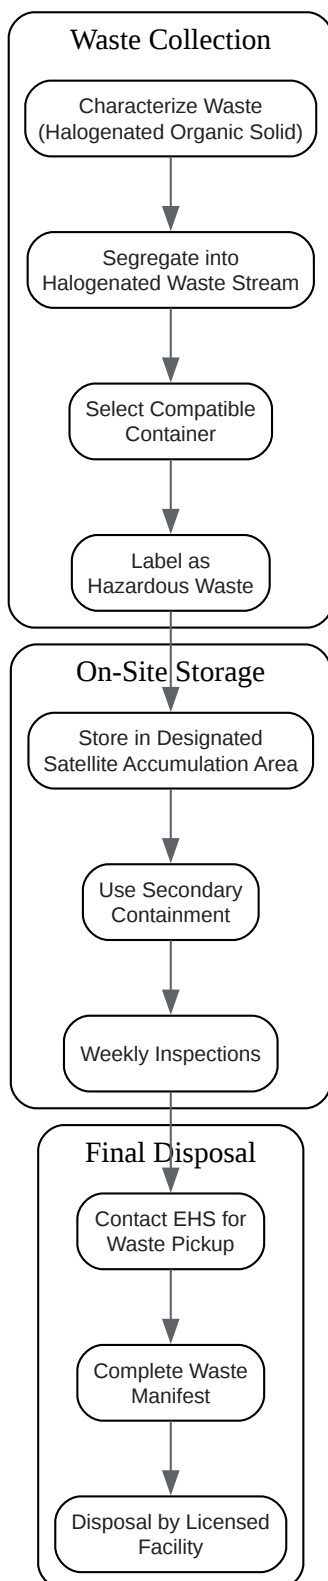 Waste Collection
Characterize Waste
(Halogenated Organic Solid)
Segregate into
Halogenated Waste Stream
Select Compatible
Container
Label as
Hazardous Waste
On-Site Storage
Store in Designated
Satellite Accumulation Area
Use Secondary
Containment
Weekly Inspections
Final Disposal
Contact EHS for
Waste Pickup
Complete Waste
Manifest
Disposal by Licensed
Facility